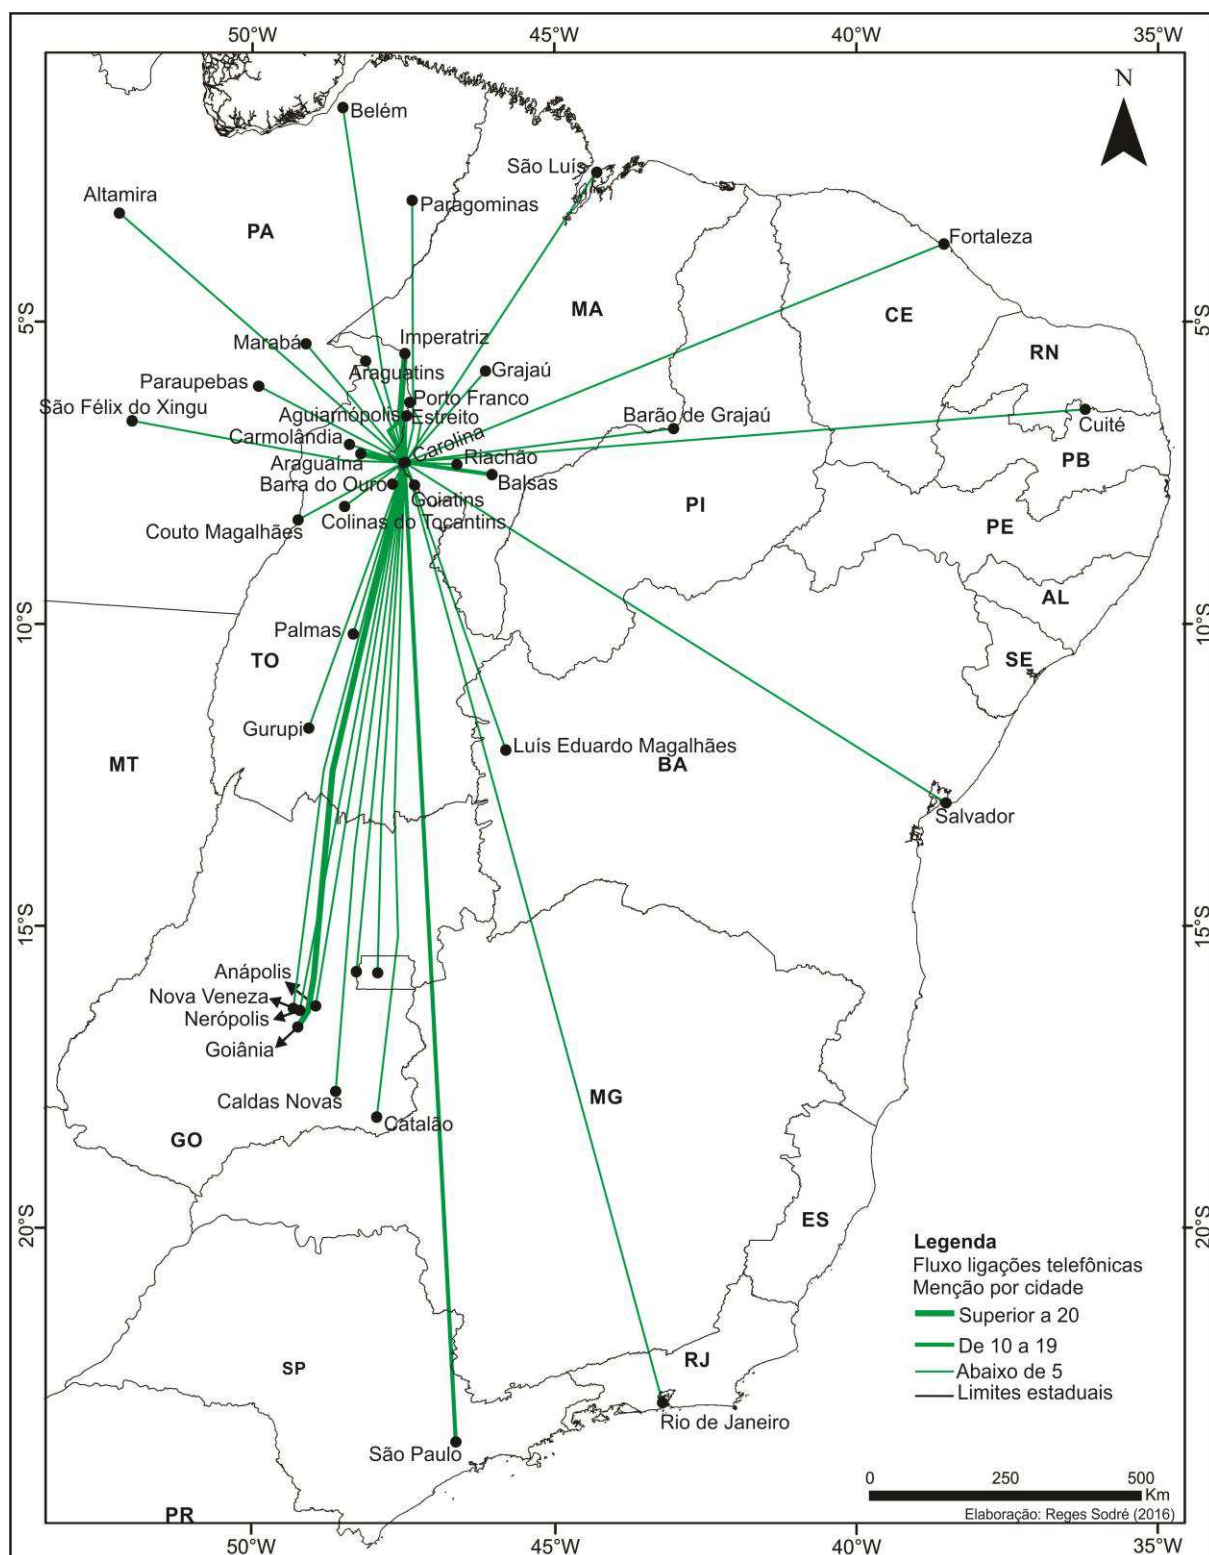 50°W
45°W
40°W
35°W
N
Belém
São Luís
Altamira
Paragominas
PA
Fortaleza
MA
5°S
5°S
CE
Imperatriz
Marabá
RN
Araguatins
Grajaú
Paraupebas
Porto Franco
São Félix do Xingu
Aguiarnópolis
Estreito
Barão de Grajaú
Cuité
Carmolândia
Carolina
Araguaína
Riachão
PB
Barra do Ouro
Balsas
Goiatins
PI
Couto Magalhães
Colinas do Tocantins
PE
AL
10°S
10°S
Palmas
TO
SE
Gurupi
Luís Eduardo Magalhães
MT
BA
Salvador
15°S
15°S
Anápolis
Nova Veneza
Nerópolis
Goiânia
MG
Caldas Novas
Catalão
GO
ES
20°S
20°S
Legenda
Fluxo ligações telefônicas
Menção por cidade
Superior a 20
De 10 a 19
Abaixo de 5
Limites estaduais
RJ
SP
Rio de Janeiro
São Paulo
0 250 500
Km
PR
Elaboração: Reges Sodré (2016)
50°W
45°W
40°W
35°W